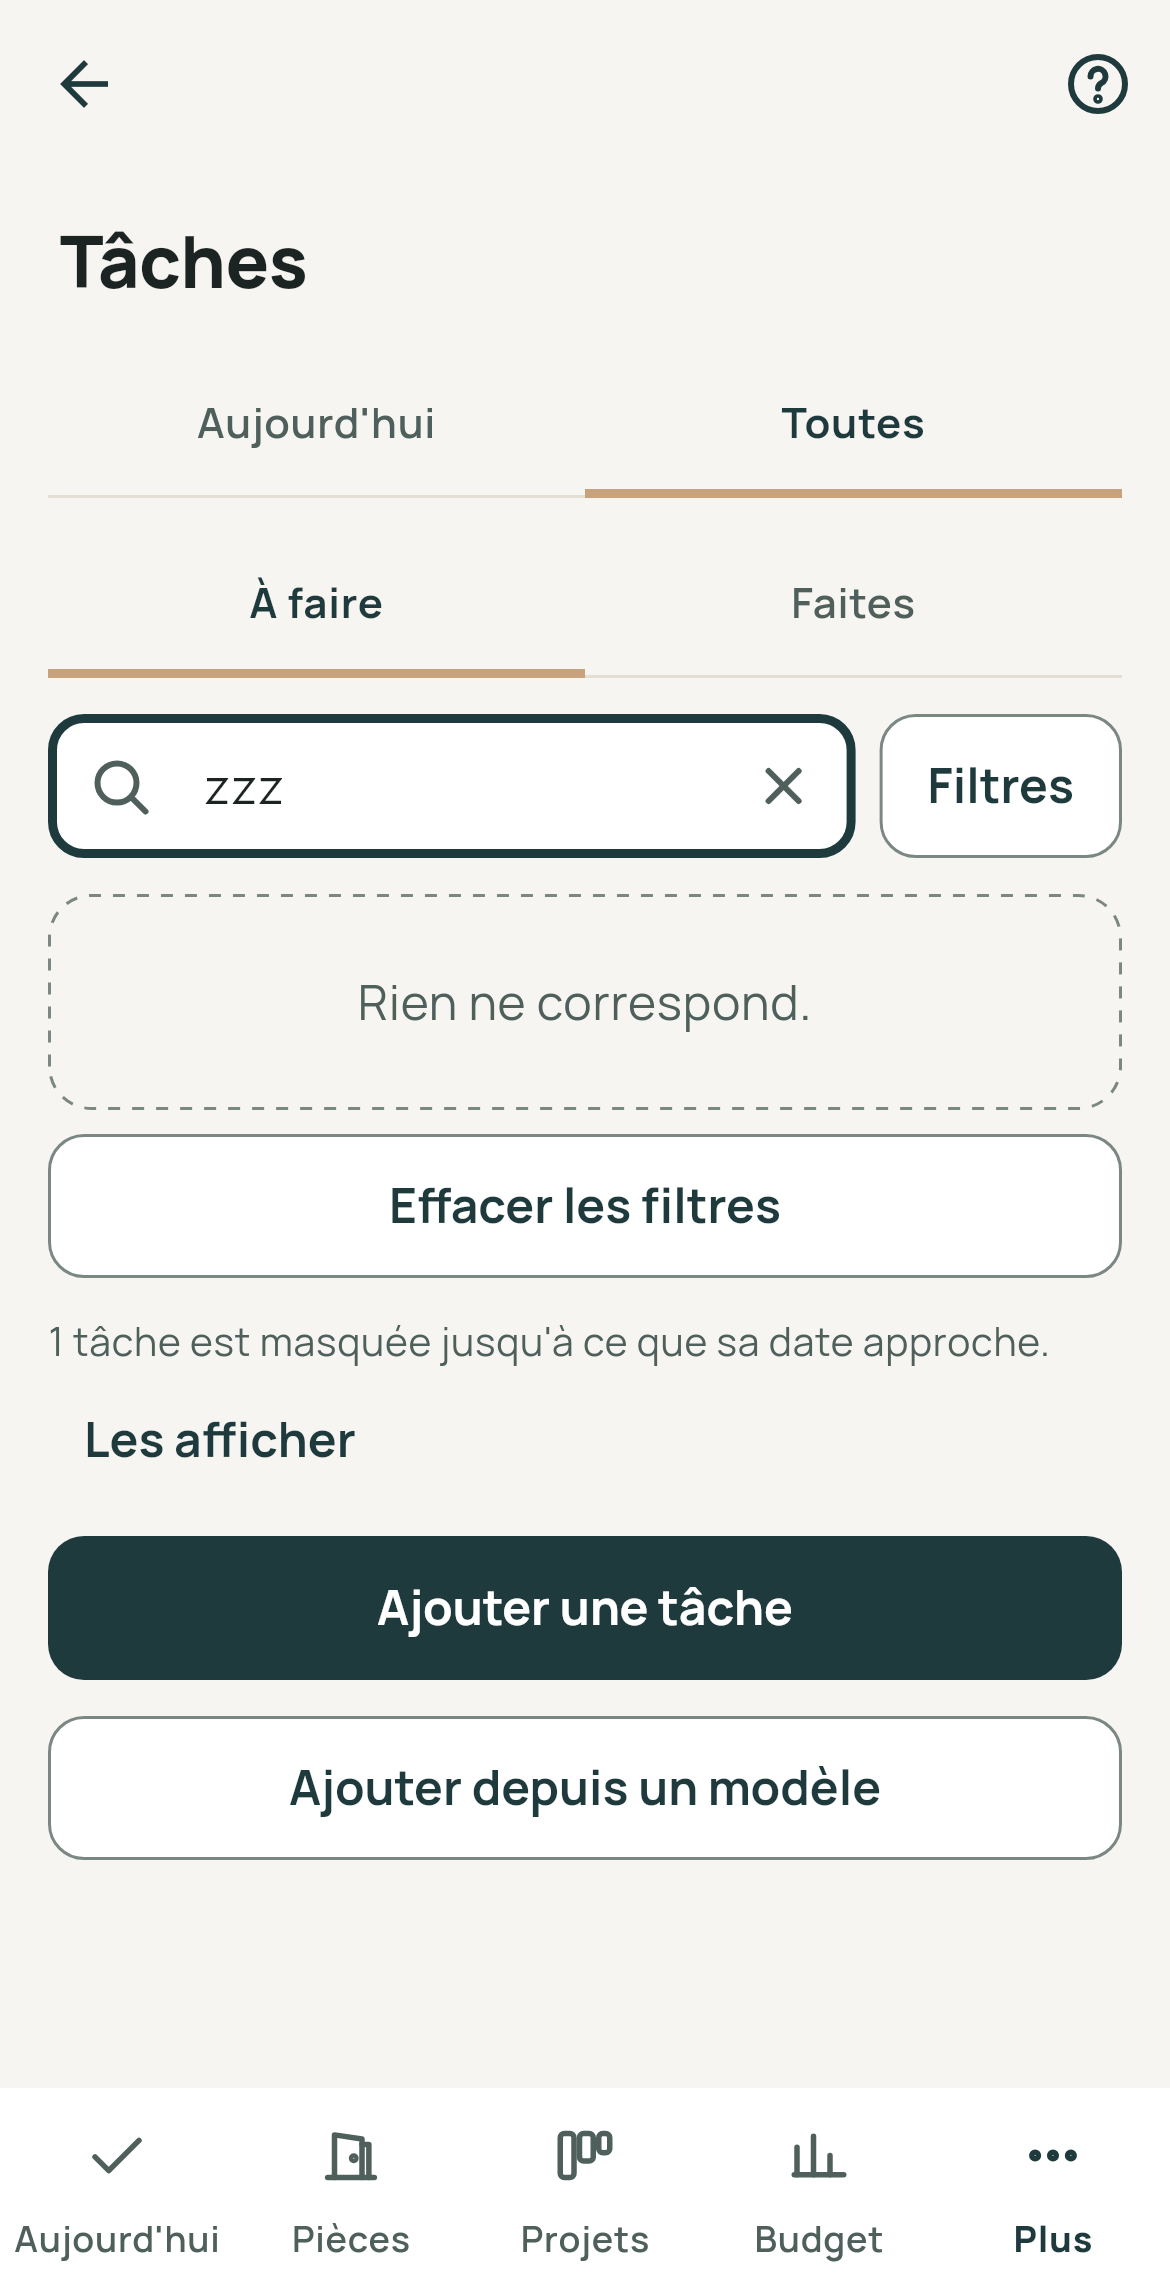 Tâches
Aujourd'hui
Toutes
À faire
Faites
zzz
Filtres
Rien ne correspond.
Effacer les filtres
1 tâche est masquée jusqu'à ce que sa date approche.
Les afficher
Ajouter une tâche
Ajouter depuis un modèle
Aujourd'hui
Pièces
Projets
Budget
Plus